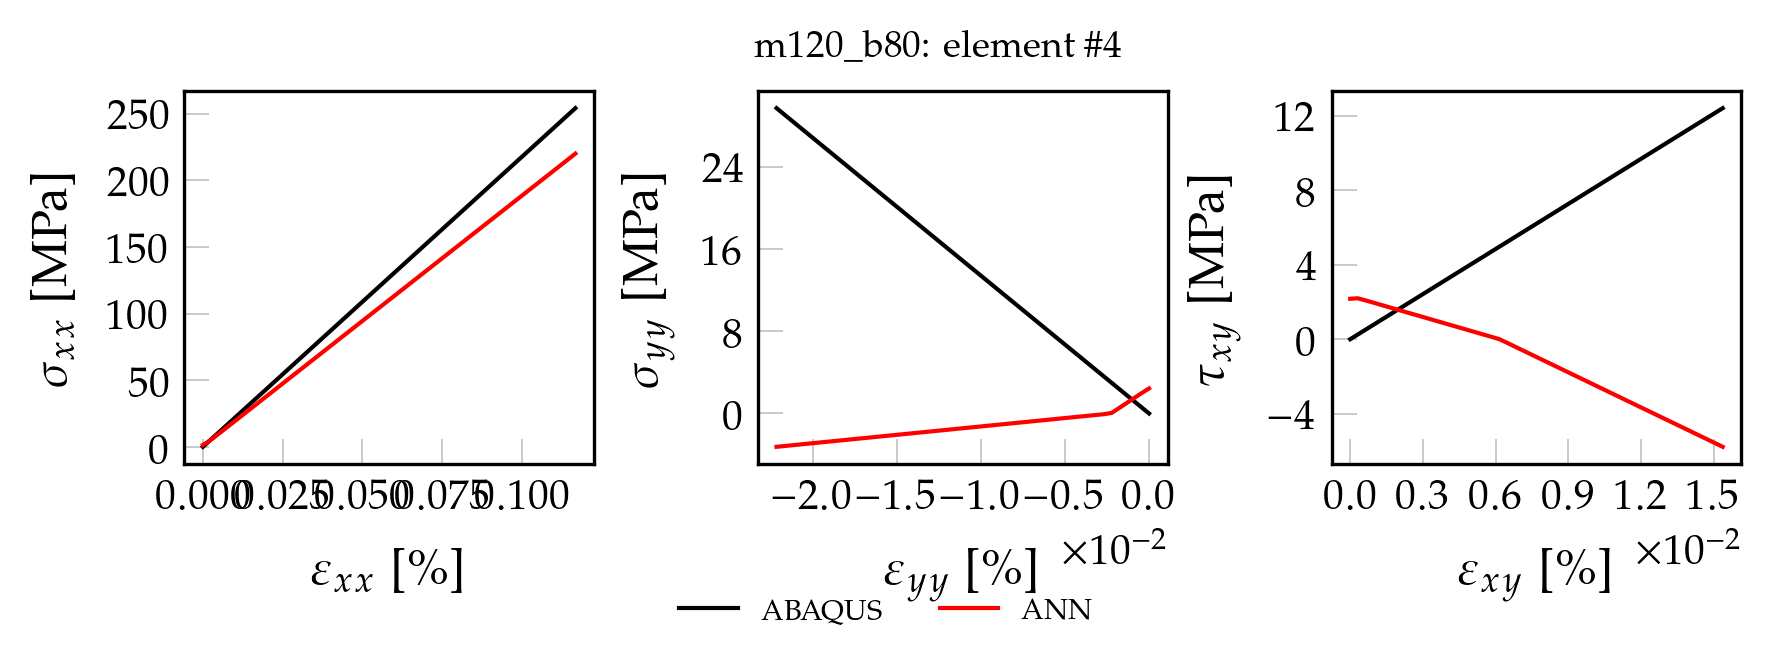 m120_b80: element #4
250
200
150
100
50
0
σxx [MPa]
0.000 0.025 0.050 0.075 0.100
εxx [%]
24
16
8
0
σyy [MPa]
−2.0 −1.5 −1.0 −0.5 0.0
×10−2
εyy [%]
12
8
4
0
−4
τxy [MPa]
0.0 0.3 0.6 0.9 1.2 1.5
×10−2
εxy [%]
ABAQUS ANN